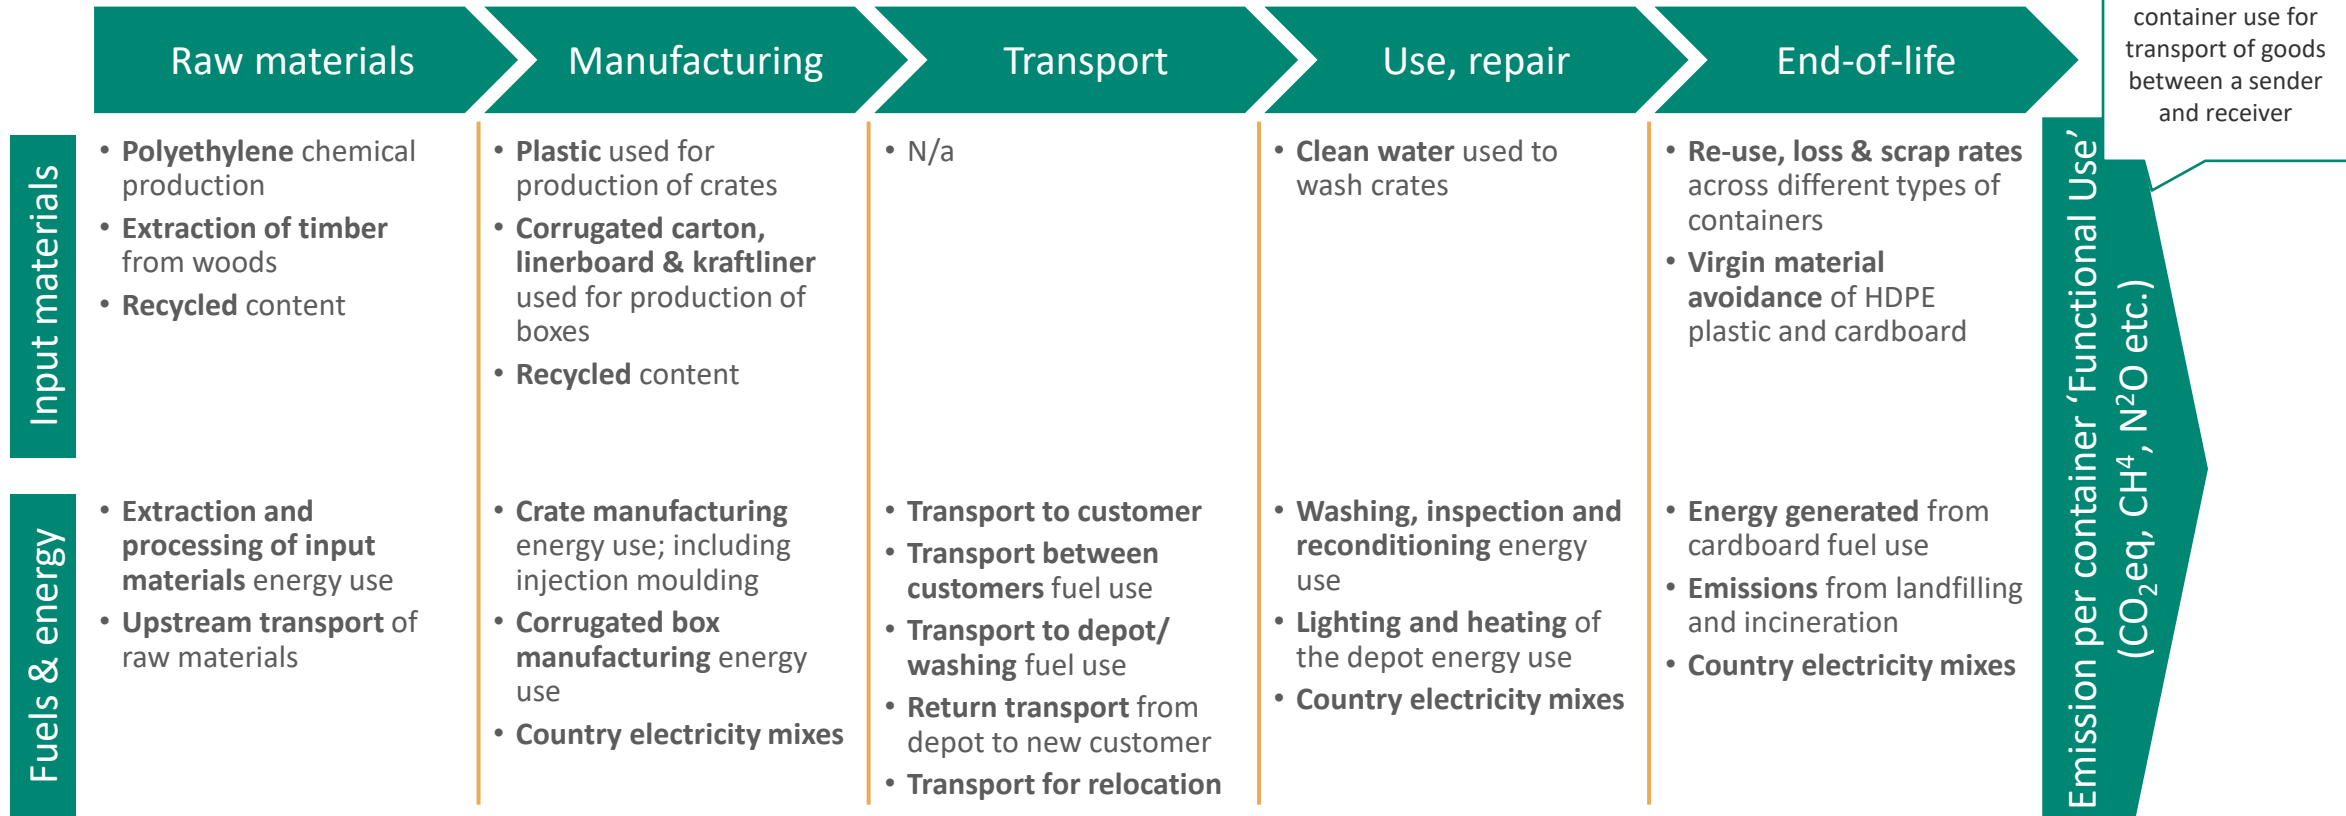 container use for
transport of goods
between a sender
and receiver
Raw materials
Manufacturing
Transport
Use, repair
End-of-life
Input materials
• Polyethylene chemical
production
• Extraction of timber
from woods
• Recycled content
• Plastic used for
production of crates
• Corrugated carton,
linerboard & kraftliner
used for production of
boxes
• Recycled content
• N/a
• Clean water used to
wash crates
• Re-use, loss & scrap rates
across different types of
containers
• Virgin material
avoidance of HDPE
plastic and cardboard
Fuels & energy
• Extraction and
processing of input
materials energy use
• Upstream transport of
raw materials
• Crate manufacturing
energy use; including
injection moulding
• Corrugated box
manufacturing energy
use
• Country electricity mixes
• Transport to customer
• Transport between
customers fuel use
• Transport to depot/
washing fuel use
• Return transport from
depot to new customer
• Transport for relocation
• Washing, inspection and
reconditioning energy
use
• Lighting and heating of
the depot energy use
• Country electricity mixes
• Energy generated from
cardboard fuel use
• Emissions from landfilling
and incineration
• Country electricity mixes
Emission per container ‘Functional Use’
(CO₂eq, CH⁴, N²O etc.)